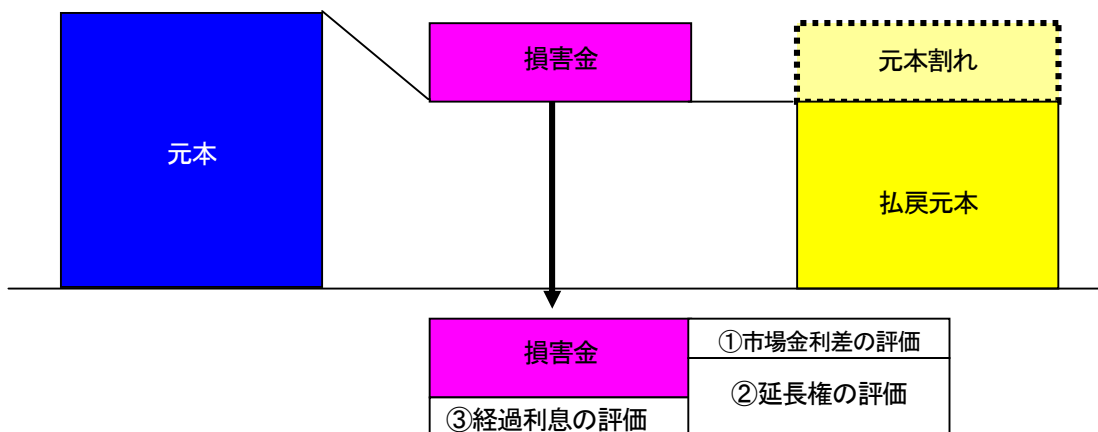 損害金
元本割れ
元本
払戻元本
損害金
①市場金利差の評価
②延長権の評価
③経過利息の評価